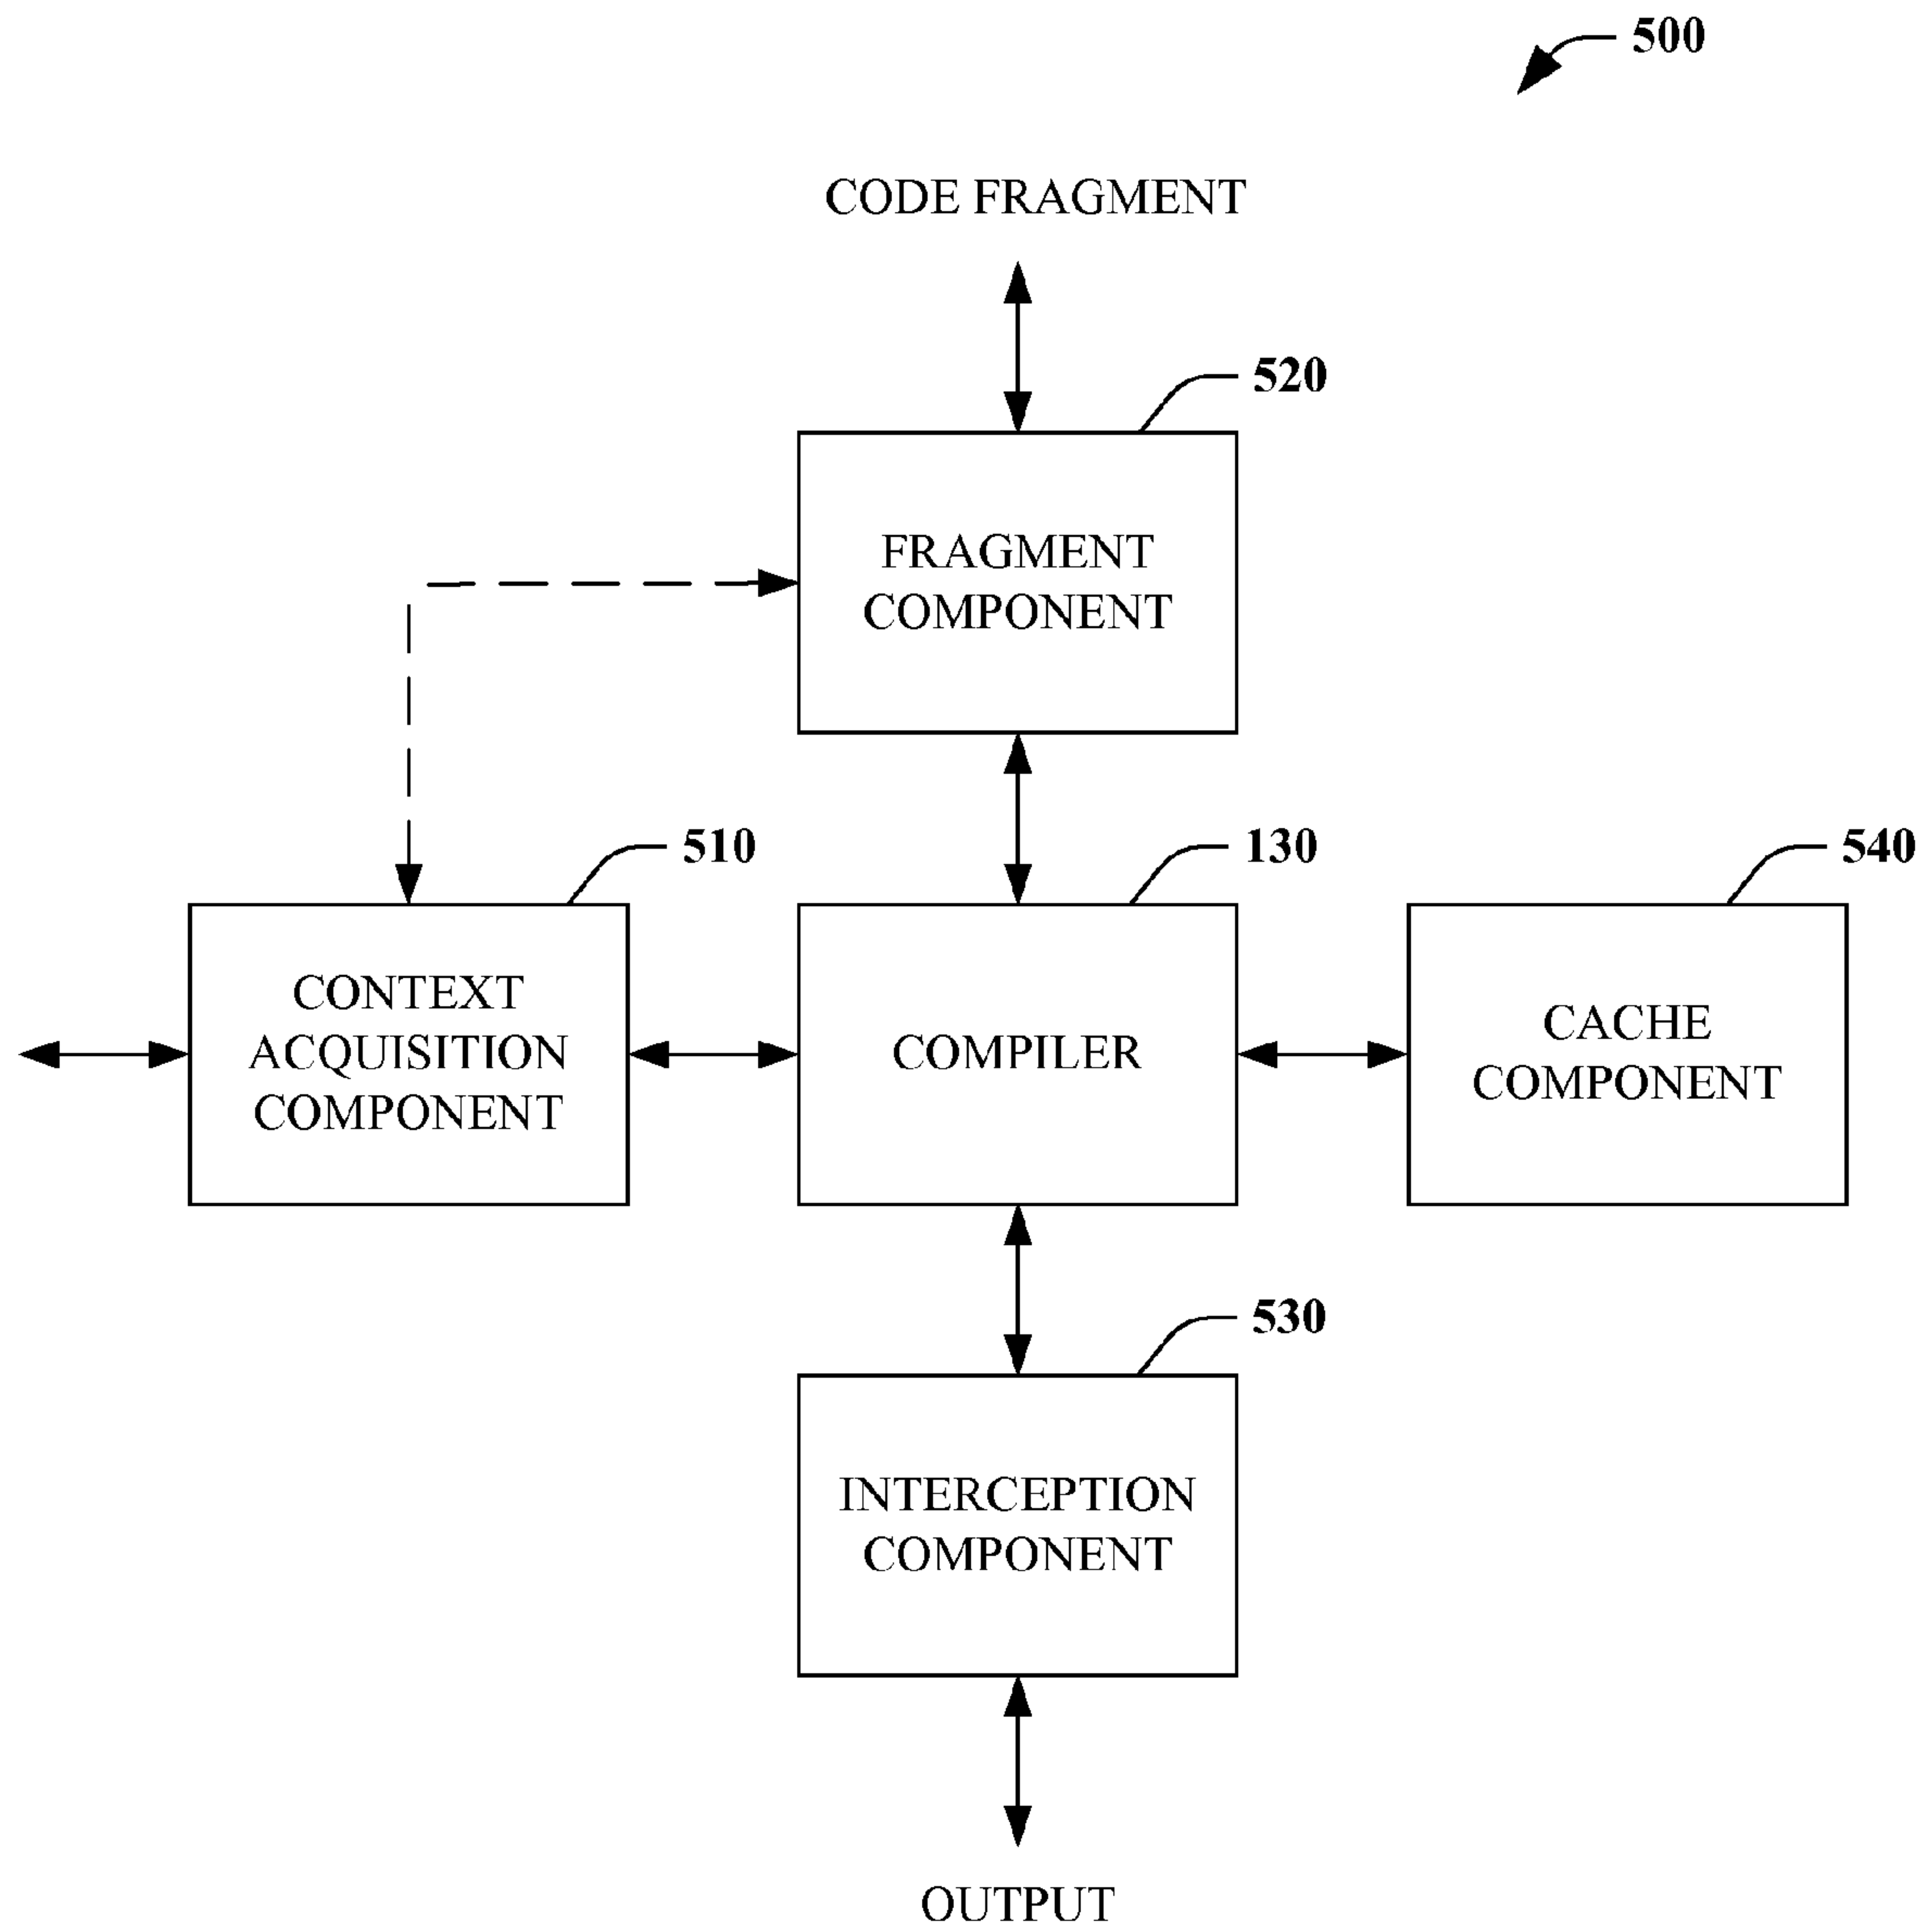 500
CODE FRAGMENT
520
FRAGMENT
COMPONENT
510
130
540
CONTEXT
ACQUISITION
COMPONENT
COMPILER
CACHE
COMPONENT
530
INTERCEPTION
COMPONENT
OUTPUT